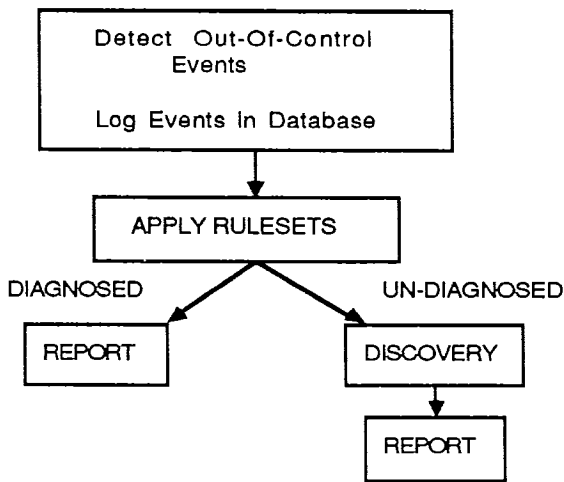 Detect Out-Of-Control
Events
Log Events in Database
APPLY RULESETS
DIAGNOSED
UN-DIAGNOSED
REPORT
DISCOVERY
REPORT